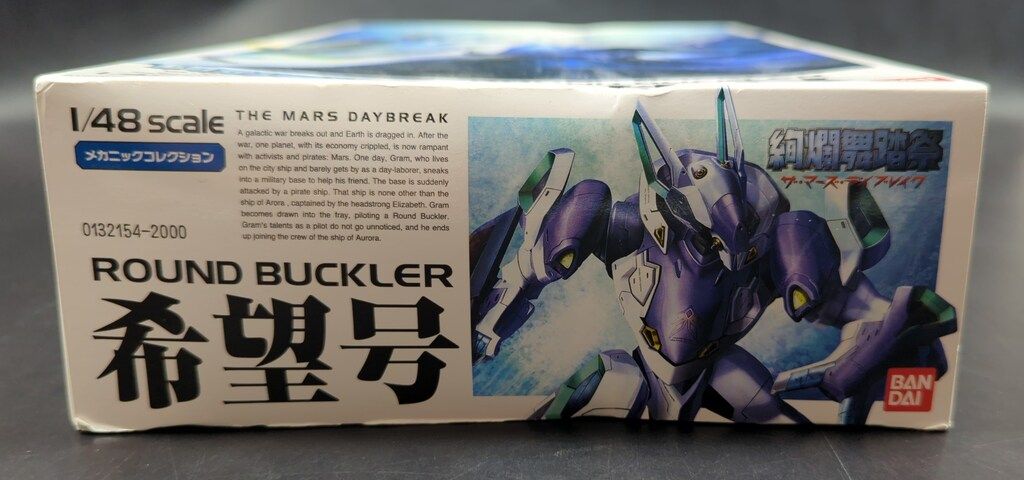 1/48 scale
メカニックコレクション
0132154-2000
THE MARS DAYBREAK
A galactic war breaks out and Earth is dragged in. After the
war, one planet, with its economy crippled, is now rampant
with activists and pirates: Mars. One day, Gram, who lives
on the city ship and barely gets by as a day-laborer, sneaks
into a military base to help his friend. The base is suddenly
attacked by a pirate ship. That ship is none other than the
ship of Arora , captained by the headstrong Elizabeth. Gram
becomes drawn into the fray, piloting a Round Buckler.
Gram's talents as a pilot do not go unnoticed, and he ends
up joining the crew of the ship of Aurora.
ROUND BUCKLER
希望号
絢爛舞踏祭
ザ・マーズ・デイブレイク
BAN
DAI